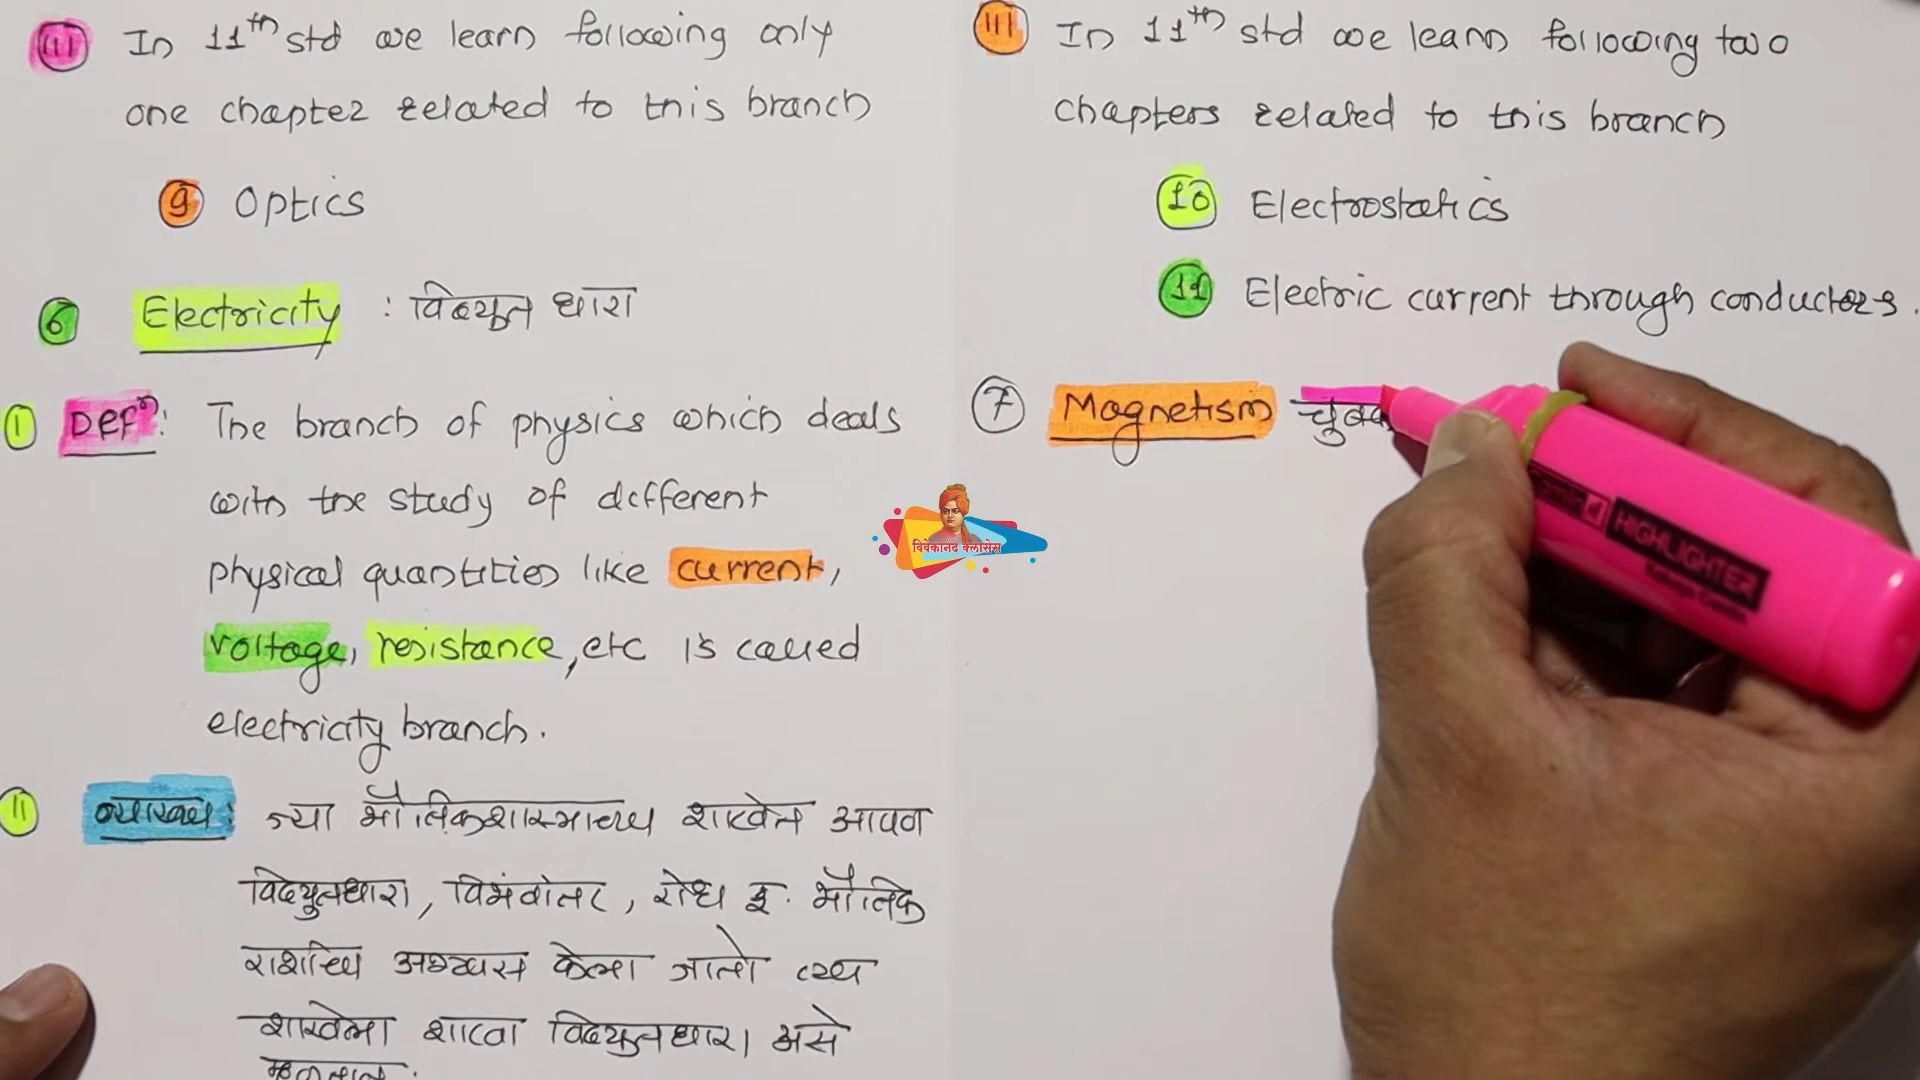 III In 11th std we learn following only
one chapter related to this branch
9 Optics
6 Electricity : विद्युत धारा
I Defn: The branch of physics which deals
with the study of different
physical quantities like current,
voltage, resistance, etc is called
electricity branch.
II व्याख्या: ज्या भौतिकशास्त्राच्या शाखेत आपण
विद्युतधारा, विभवांतर, रोध इ. भौतिक
राशींचा अभ्यास केला जातो त्या
शाखेला शाखा विद्युतधारा असे
म्हणतात.
III In 11th std we learn following two
chapters related to this branch
10 Electrostatics
11 Electric current through conductors.
7 Magnetism
विवेकानंद क्लासेस
HIGHLIGHTER